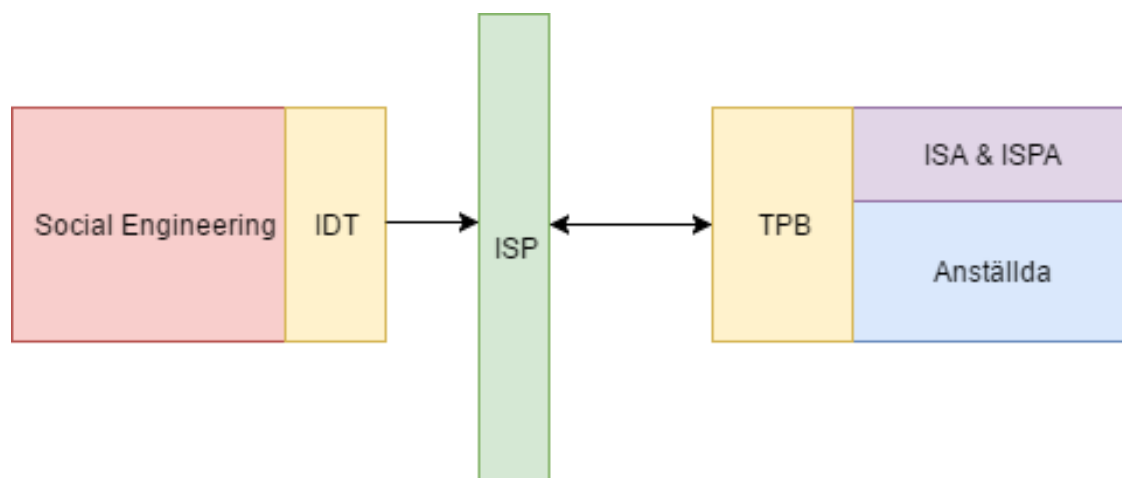 Social Engineering
IDT
ISP
TPB
ISA & ISPA
Anställda